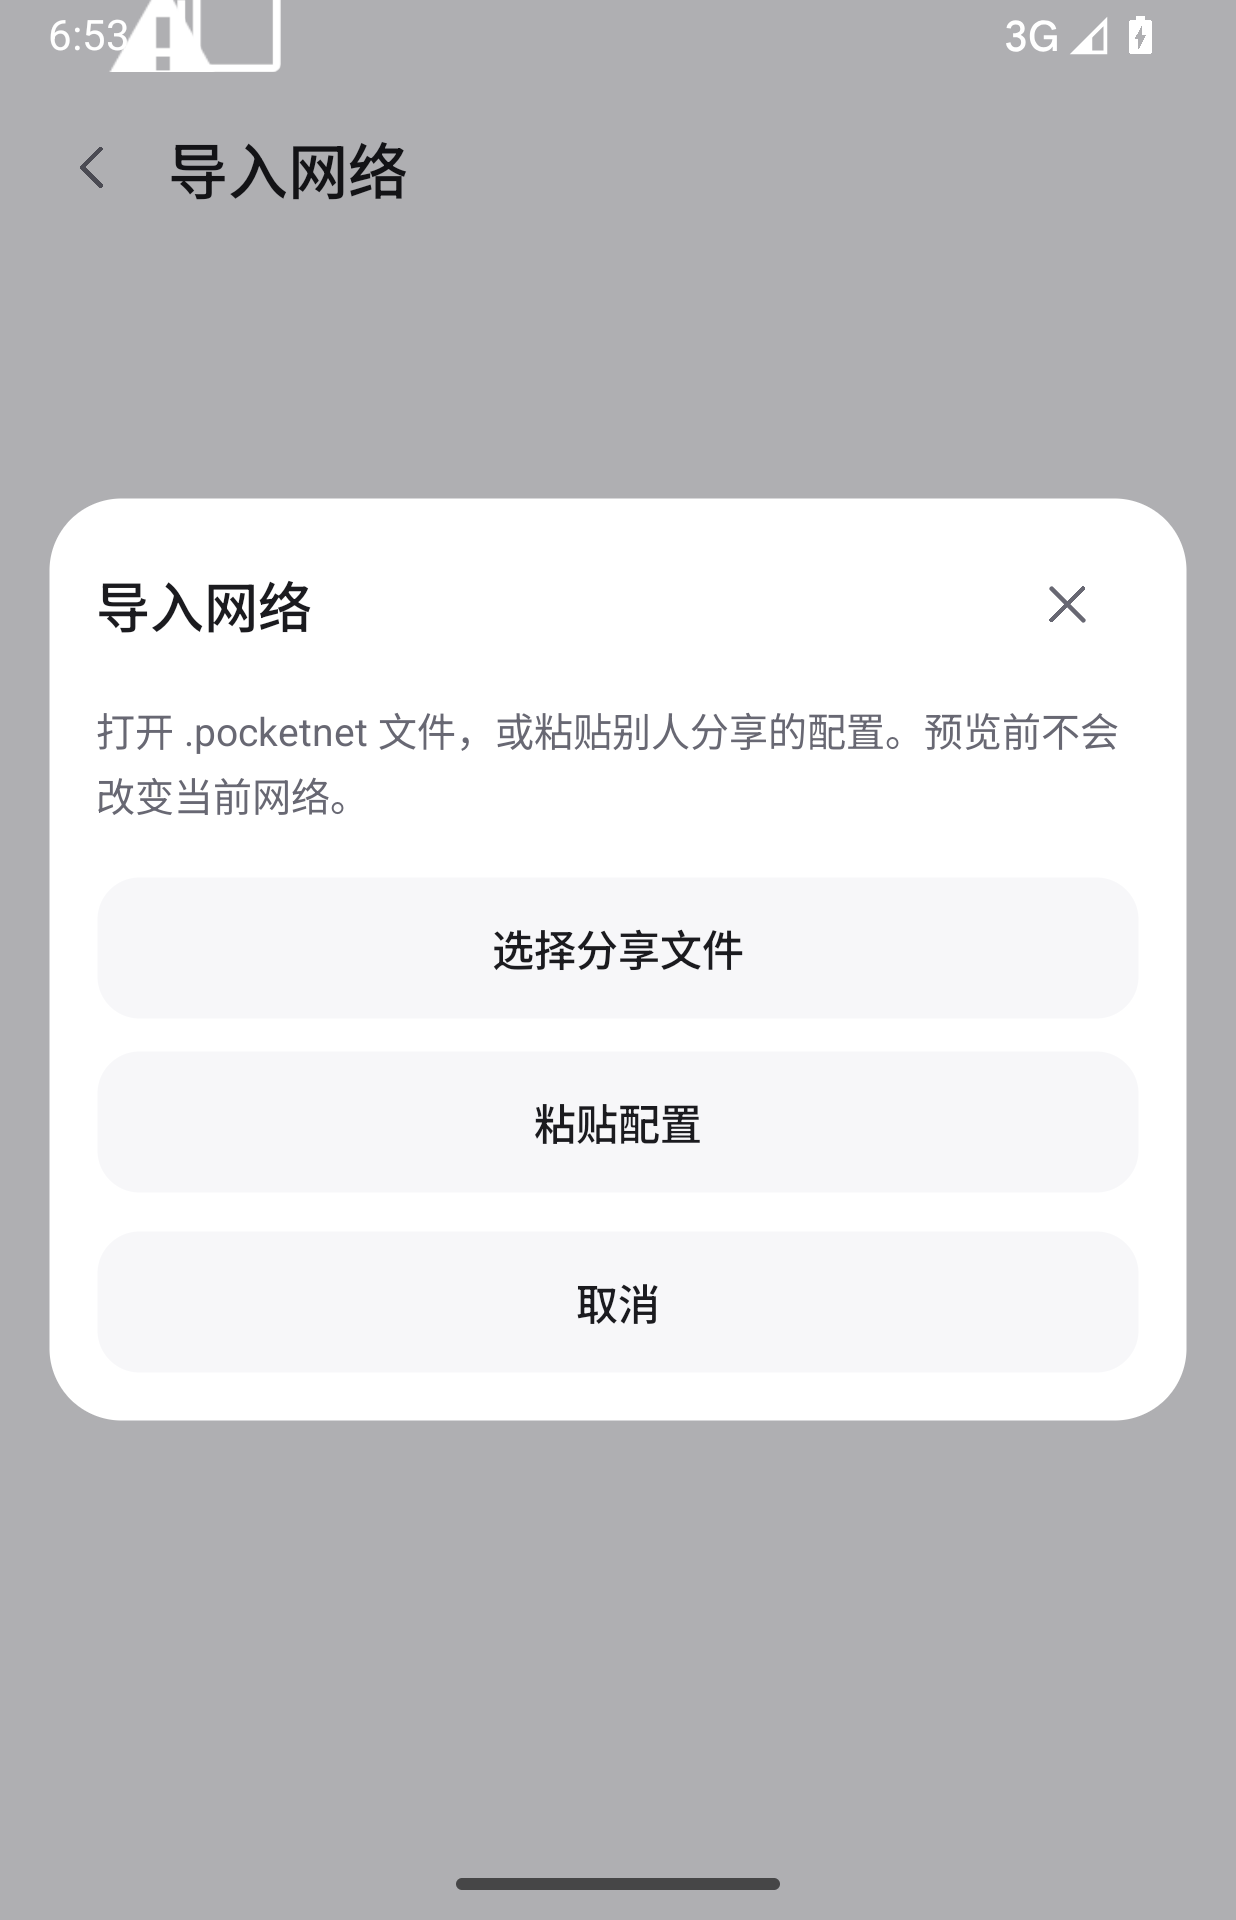 6:53
3G
导入网络
导入网络
打开 .pocketnet 文件，或粘贴别人分享的配置。预览前不会
改变当前网络。
选择分享文件
粘贴配置
取消